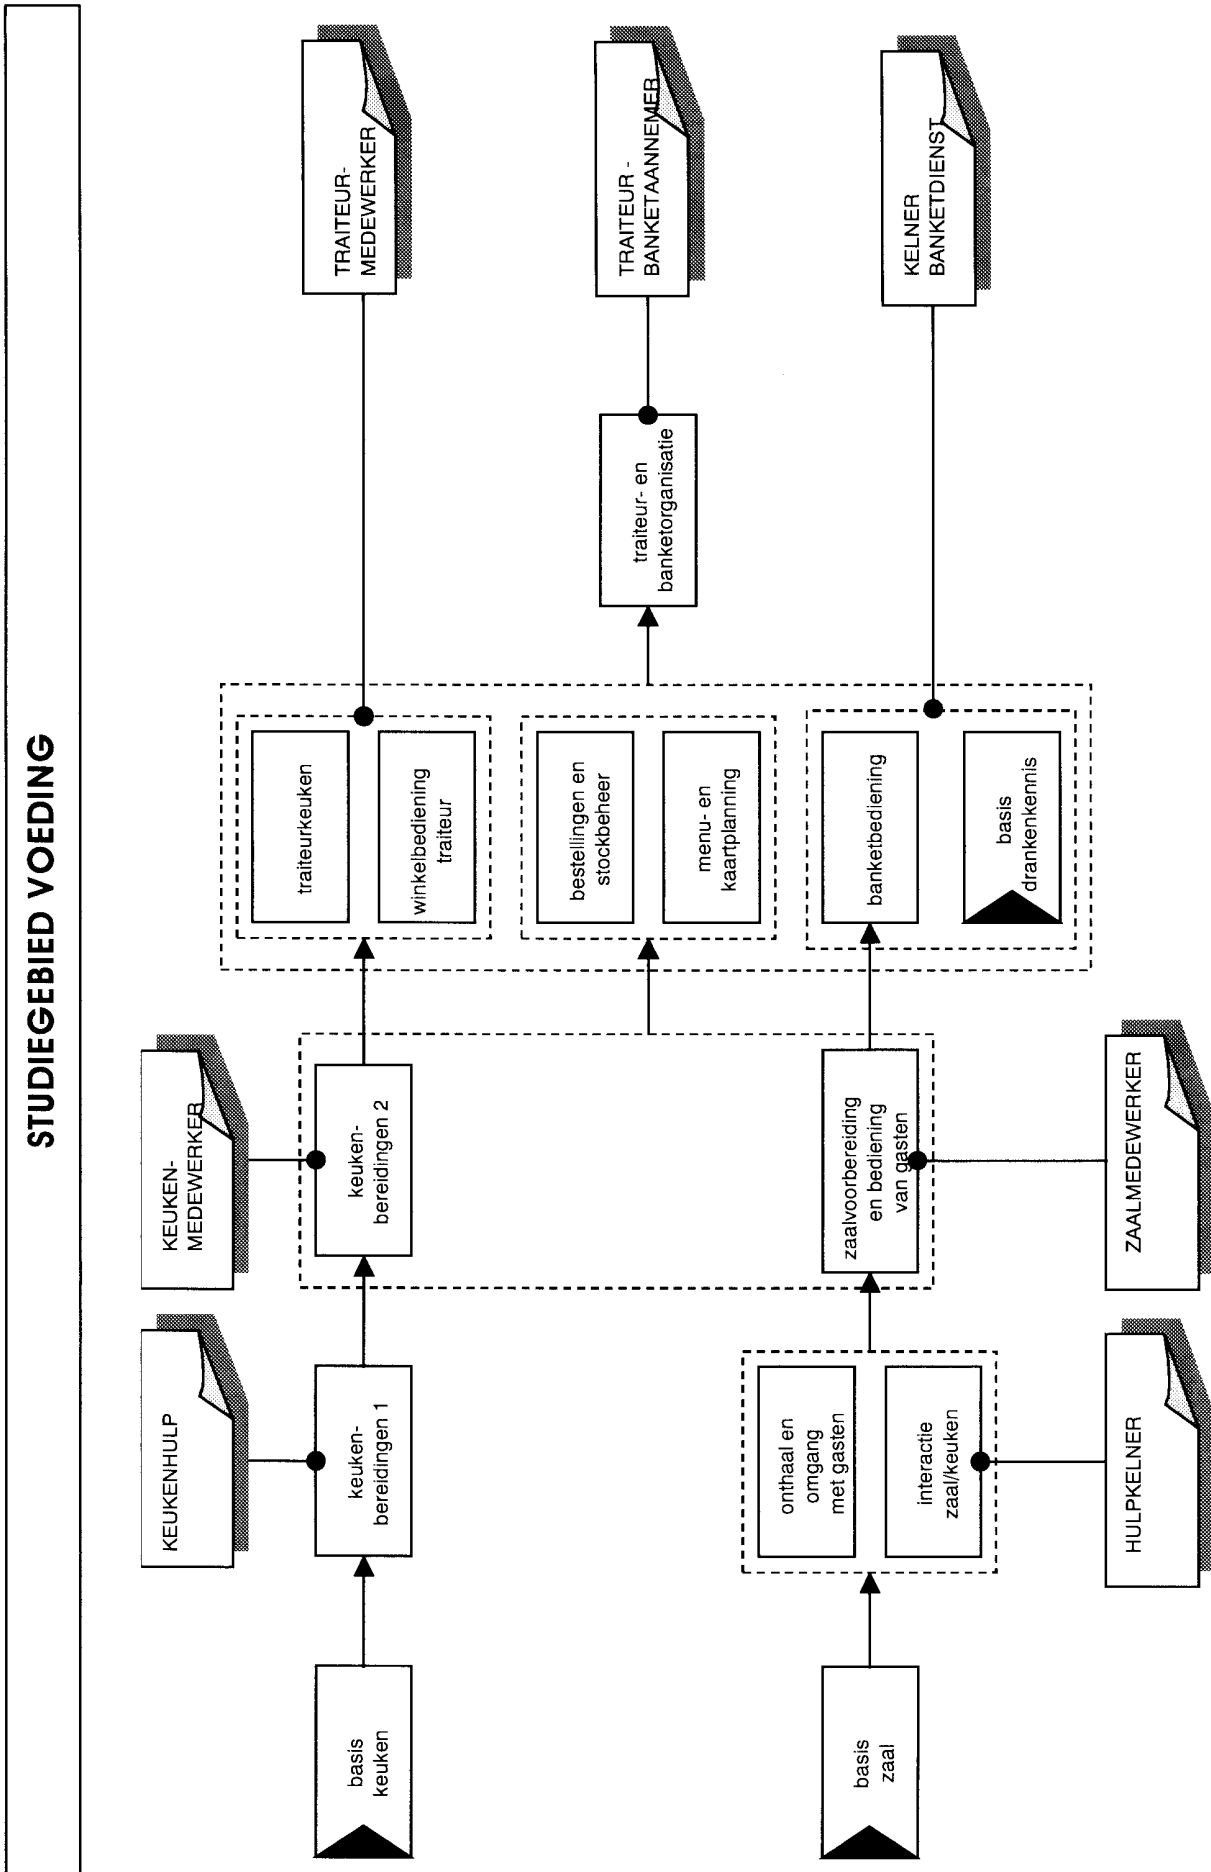 STUDIEGEBIED VOEDING
KEUKENHULP
KEUKEN-
MEDEWERKER
TRAITEUR-
MEDEWERKER
basis
keuken
keuken-
bereidingen 1
keuken-
bereidingen 2
traiteurkeuken
winkelbediening
traiteur
bestellingen en
stockbeheer
menu- en
kaartplanning
traiteur- en
banketorganisatie
TRAITEUR -
BANKETAANNEMER
basis
zaal
onthaal en
omgang
met gasten
interactie
zaal/keuken
zaalvoorbereiding
en bediening
van gasten
banketbediening
basis
drankenkennis
KELNER
BANKETDIENST
HULPKELNER
ZAALMEDEWERKER